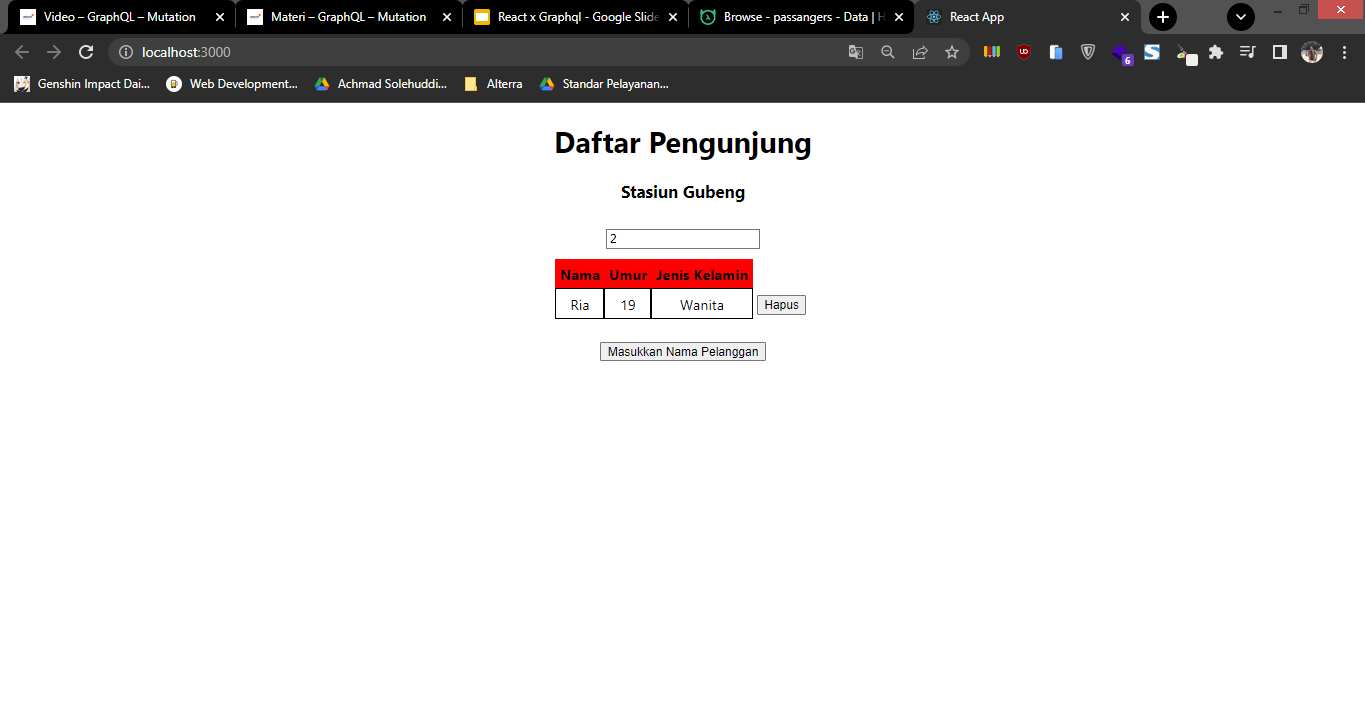 Video – GraphQL – Mutation
Materi – GraphQL – Mutation
React x Graphql - Google Slide
Browse - passangers - Data | H
React App
localhost:3000
UD
6
Genshin Impact Dai...
Web Development...
Achmad Solehuddi...
Alterra
Standar Pelayanan...
Daftar Pengunjung
Stasiun Gubeng
2
Nama Umur Jenis Kelamin
Ria 19 Wanita Hapus
Masukkan Nama Pelanggan